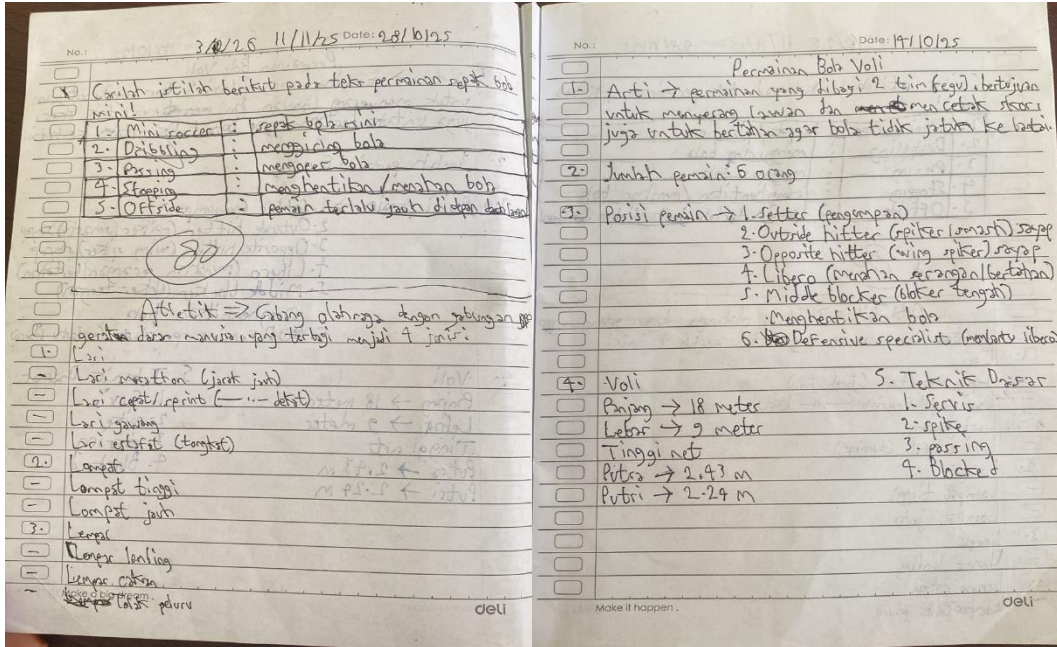 No.: 11/11/25 Date: 28/10/25
Carilah istilah berikut pada teks permainan sepak bola
mini!
1. Mini soccer : sepak bola mini
2. Dribbling : menggiring bola
3. Passing : mengoper bola
4. Stopping : menghentikan/menahan bola
5. Offside : pemain terlalu jauh didepan
80
Atletik => Cabang olahraga dengan gabungan
gerakan dasar manusia, yang terbagi menjadi 4 jenis:
1. Lari
- Lari marathon (jarak jauh)
- Lari cepat/sprint (—〃— dekat)
Lari gawang
- Lari estafet (tongkat)
2. Lompat
- Lompat tinggi
- Lompat jauh
3. Lempar
- Lempar lembing
- Lempar cakram
- Tolak peluru
Make a big dream.
deli
No.: Date: 14/10/25
Permainan Bola Voli
1. Arti → permainan yang dibagi 2 tim (regu), bertujuan
untuk menyerang lawan dan mencetak skor,
juga untuk bertahan agar bola tidak jatuh ke lantai.
2. Jumlah pemain: 6 orang
3. Posisi pemain → 1. Setter (pengumpan)
2. Outside hitter (spiker/smash) sayap
3. Opposite hitter (wing spiker) sayap
4. Libero (menahan serangan/bertahan)
5. Middle blocker (bloker tengah)
. Menghentikan bola
6. Defensive specialist (membantu libero)
4. Voli
Panjang → 18 meter
Lebar → 9 meter
Tinggi net
Putra → 2.43 m
Putri → 2.24 m
5. Teknik Dasar
1. Servis
2. spike
3. passing
4. Blocked
Make it happen.
deli